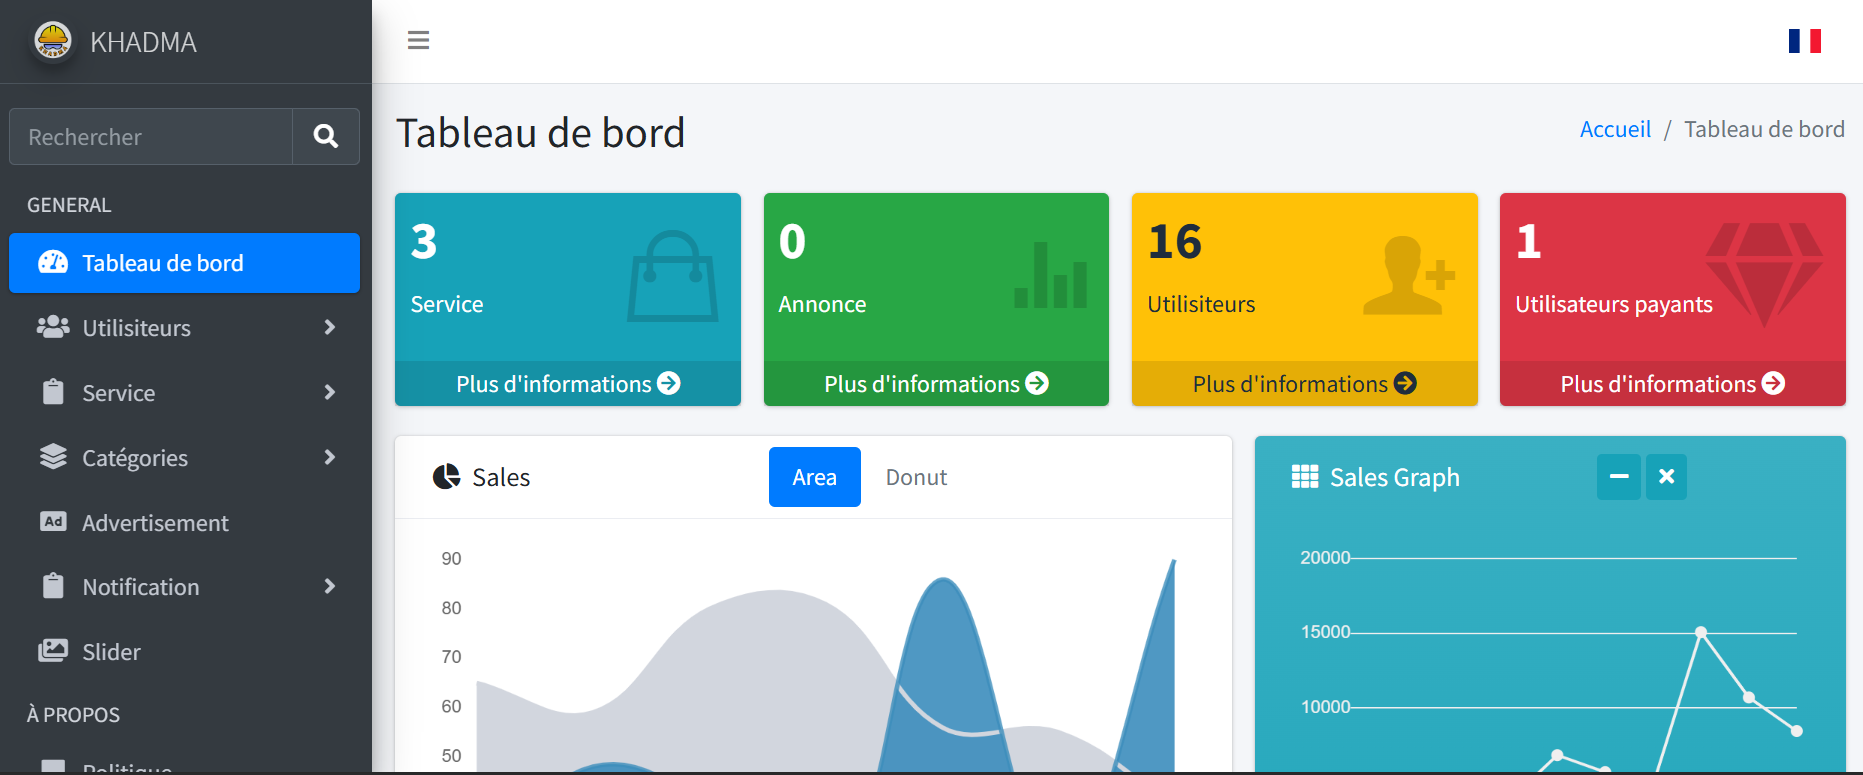 KHADMA
Rechercher
GENERAL
Tableau de bord
Utilisiteurs
Service
Catégories
Ad Advertisement
Notification
Slider
À PROPOS
Politique
Tableau de bord
Accueil / Tableau de bord
3
Service
Plus d'informations
0
Annonce
Plus d'informations
16
Utilisiteurs
Plus d'informations
1
Utilisateurs payants
Plus d'informations
Sales
Area
Donut
90
80
70
60
50
Sales Graph
20000
15000
10000